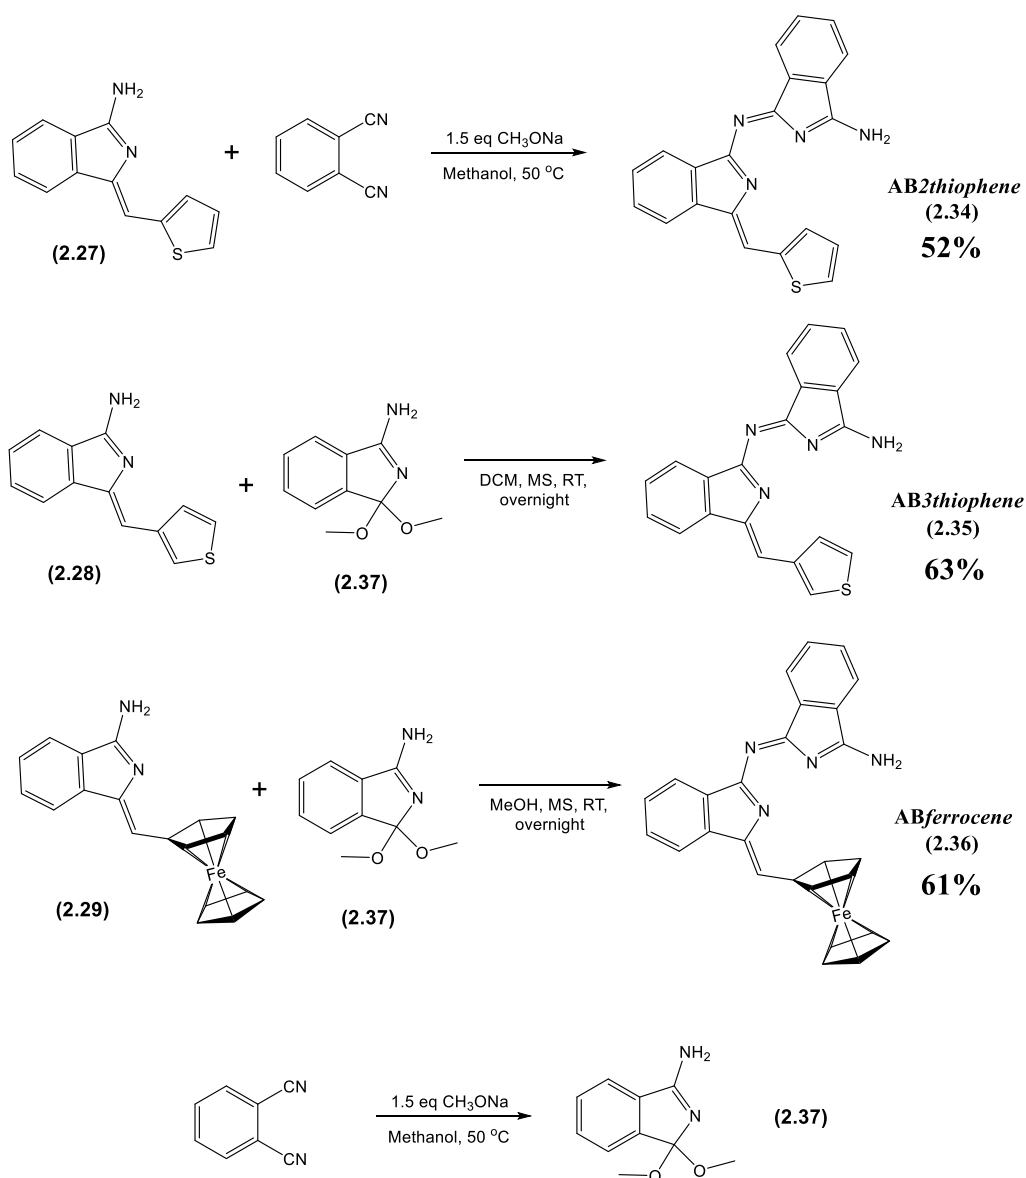 NH₂
N
S
(2.27)
+
CN
CN
1.5 eq CH₃ONa
Methanol, 50 °C
N
N
NH₂
N
S
AB2thiophene
(2.34)
52%
NH₂
N
S
(2.28)
+
NH₂
N
O
O
(2.37)
DCM, MS, RT,
overnight
N
N
NH₂
N
S
AB3thiophene
(2.35)
63%
NH₂
N
Fe
(2.29)
+
NH₂
N
O
O
(2.37)
MeOH, MS, RT,
overnight
N
N
NH₂
N
Fe
ABferrocene
(2.36)
61%
CN
CN
1.5 eq CH₃ONa
Methanol, 50 °C
NH₂
N
O
O
(2.37)